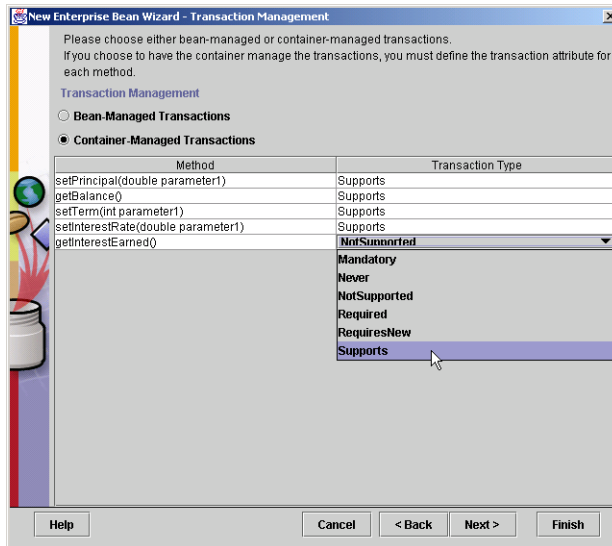 New Enterprise Bean Wizard - Transaction Management
Please choose either bean-managed or container-managed transactions.
If you choose to have the container manage the transactions, you must define the transaction attribute for
each method.
Transaction Management
Bean-Managed Transactions
Container-Managed Transactions
Method Transaction Type
setPrincipal(double parameter1) Supports
getBalance() Supports
setTerm(int parameter1) Supports
setInterestRate(double parameter1) Supports
getInterestEarned() NotSupported
Mandatory
Never
NotSupported
Required
RequiresNew
Supports
Help Cancel < Back Next > Finish